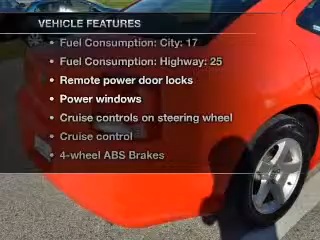 VEHICLE FEATURES
• Fuel Consumption: City: 17
• Fuel Consumption: Highway: 25
• Remote power door locks
• Power windows
• Cruise controls on steering wheel
• Cruise control
• 4-wheel ABS Brakes